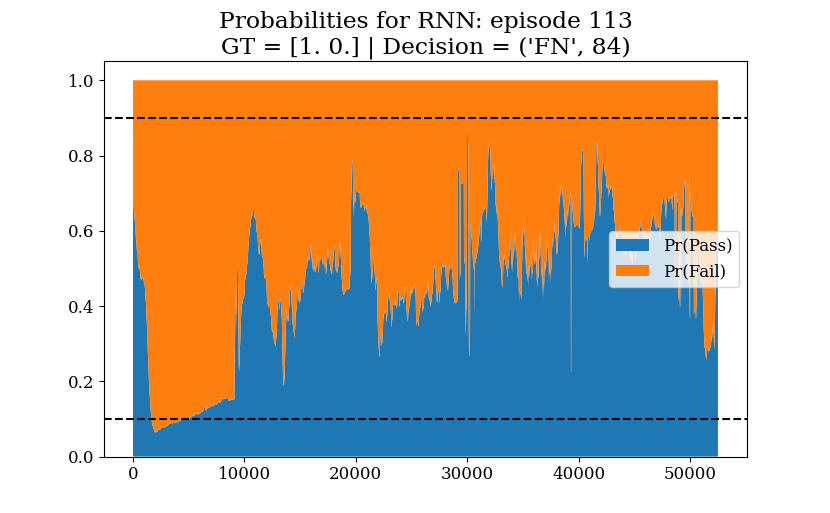 Probabilities for RNN: episode 113
GT = [1. 0.] | Decision = ('FN', 84)
1.0
0.8
0.6
0.4
0.2
0.0
Pr(Pass)
Pr(Fail)
0 10000 20000 30000 40000 50000